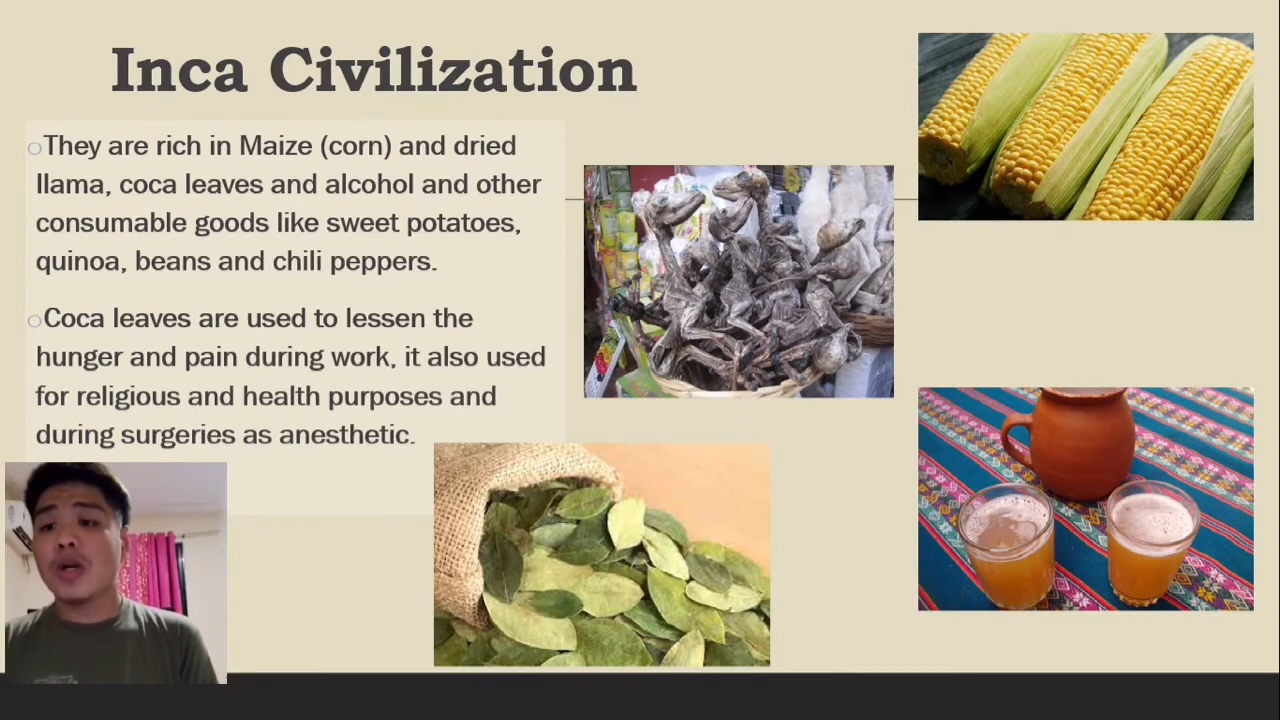 Inca Civilization
They are rich in Maize (corn) and dried
llama, coca leaves and alcohol and other
consumable goods like sweet potatoes,
quinoa, beans and chili peppers.
Coca leaves are used to lessen the
hunger and pain during work, it also used
for religious and health purposes and
during surgeries as anesthetic.